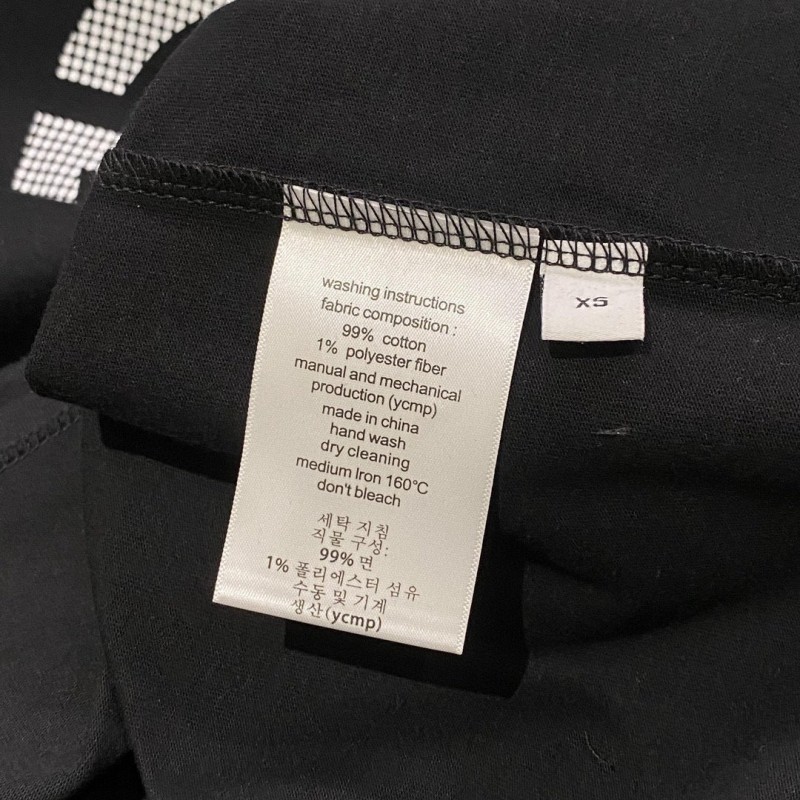 washing instructions
fabric composition :
99% cotton
1% polyester fiber
manual and mechanical
production (ycmp)
made in china
hand wash
dry cleaning
medium Iron 160°C
don't bleach
세탁 지침
직물 구성:
99% 면
1% 폴리에스터 섬유
수동 및 기계
생산(ycmp)
XS